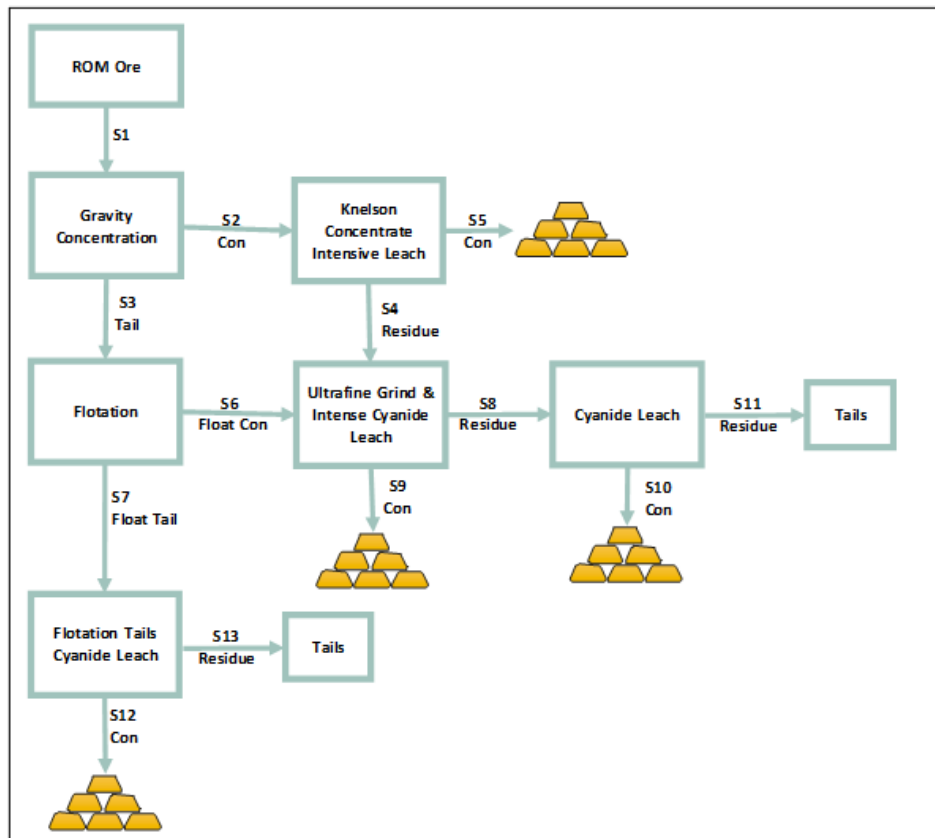 ROM Ore
S1
Gravity
Concentration
S2
Con
Knelson
Concentrate
Intensive Leach
S5
Con
S3
Tail
S4
Residue
Flotation
S6
Float Con
Ultrafine Grind &
Intense Cyanide
Leach
S8
Residue
Cyanide Leach
S11
Residue
Tails
S7
Float Tail
S9
Con
S10
Con
Flotation Tails
Cyanide Leach
S13
Residue
Tails
S12
Con